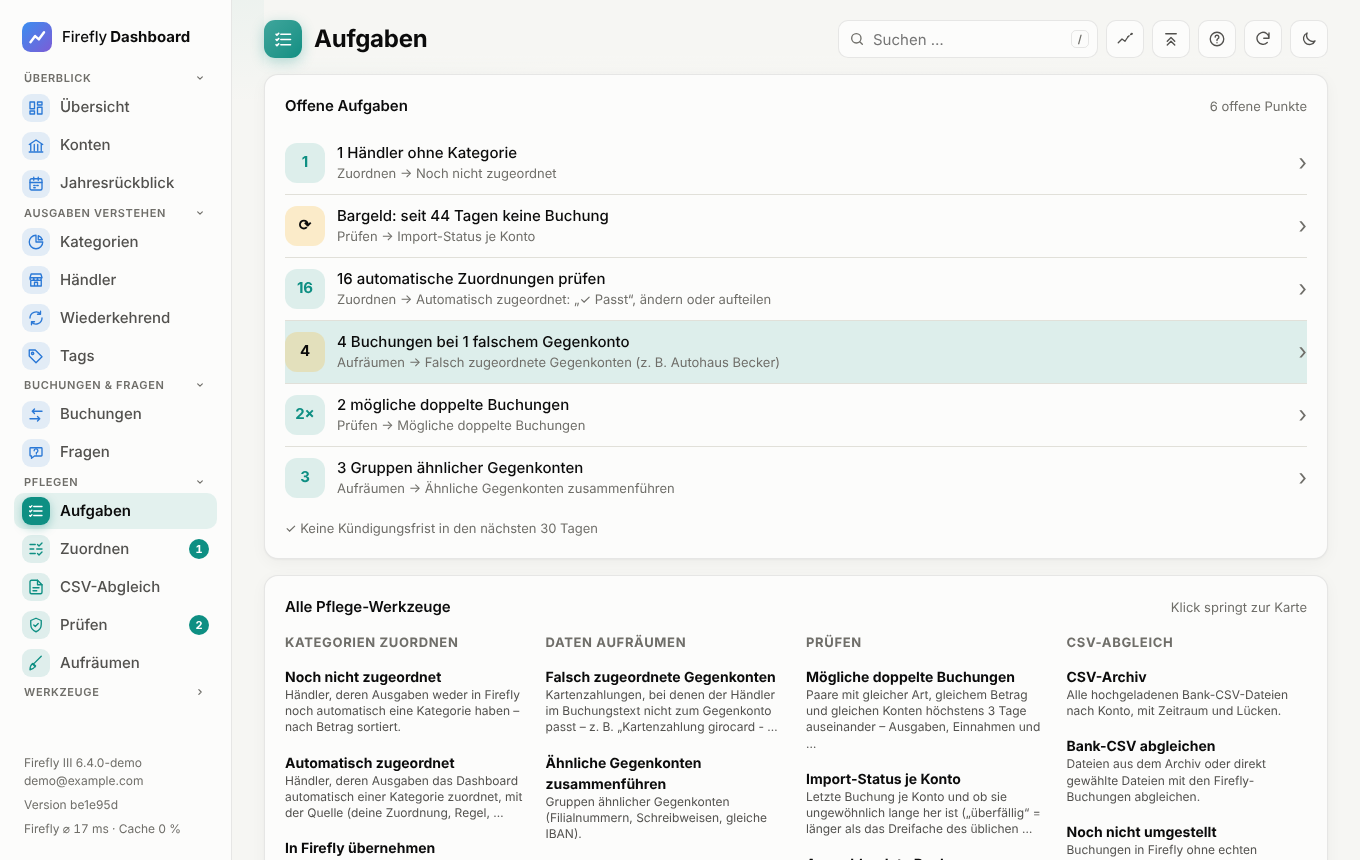 Firefly Dashboard
ÜBERBLICK
Übersicht
Konten
Jahresrückblick
AUSGABEN VERSTEHEN
Kategorien
Händler
Wiederkehrend
Tags
BUCHUNGEN & FRAGEN
Buchungen
Fragen
PFLEGEN
Aufgaben
Zuordnen 1
CSV-Abgleich
Prüfen 2
Aufräumen
WERKZEUGE
Firefly III 6.4.0-demo
demo@example.com
Version be1e95d
Firefly ⌀ 17 ms · Cache 0 %
Aufgaben
Suchen … /
Offene Aufgaben
6 offene Punkte
1
1 Händler ohne Kategorie
Zuordnen → Noch nicht zugeordnet
⟳
Bargeld: seit 44 Tagen keine Buchung
Prüfen → Import-Status je Konto
16
16 automatische Zuordnungen prüfen
Zuordnen → Automatisch zugeordnet: „✓ Passt“, ändern oder aufteilen
4
4 Buchungen bei 1 falschem Gegenkonto
Aufräumen → Falsch zugeordnete Gegenkonten (z. B. Autohaus Becker)
2×
2 mögliche doppelte Buchungen
Prüfen → Mögliche doppelte Buchungen
3
3 Gruppen ähnlicher Gegenkonten
Aufräumen → Ähnliche Gegenkonten zusammenführen
✓ Keine Kündigungsfrist in den nächsten 30 Tagen
Alle Pflege-Werkzeuge
Klick springt zur Karte
KATEGORIEN ZUORDNEN
Noch nicht zugeordnet
Händler, deren Ausgaben weder in Firefly
noch automatisch eine Kategorie haben –
nach Betrag sortiert.
Automatisch zugeordnet
Händler, deren Ausgaben das Dashboard
automatisch einer Kategorie zuordnet, mit
der Quelle (deine Zuordnung, Regel, …
In Firefly übernehmen
DATEN AUFRÄUMEN
Falsch zugeordnete Gegenkonten
Kartenzahlungen, bei denen der Händler
im Buchungstext nicht zum Gegenkonto
passt – z. B. „Kartenzahlung girocard - …
Ähnliche Gegenkonten
zusammenführen
Gruppen ähnlicher Gegenkonten
(Filialnummern, Schreibweisen, gleiche
IBAN).
PRÜFEN
Mögliche doppelte Buchungen
Paare mit gleicher Art, gleichem Betrag
und gleichen Konten höchstens 3 Tage
auseinander – Ausgaben, Einnahmen und
…
Import-Status je Konto
Letzte Buchung je Konto und ob sie
ungewöhnlich lange her ist („überfällig“ =
länger als das Dreifache des üblichen …
CSV-ABGLEICH
CSV-Archiv
Alle hochgeladenen Bank-CSV-Dateien
nach Konto, mit Zeitraum und Lücken.
Bank-CSV abgleichen
Dateien aus dem Archiv oder direkt
gewählte Dateien mit den Firefly-
Buchungen abgleichen.
Noch nicht umgestellt
Buchungen in Firefly ohne echten